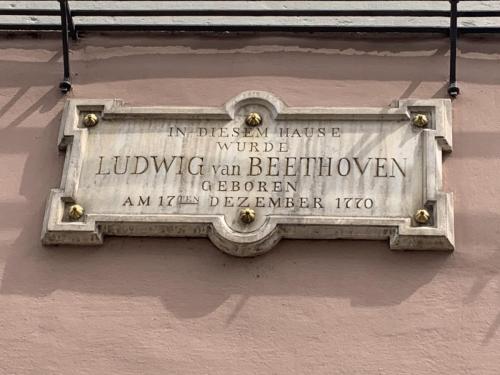 IN DIESEM HAUSE
WURDE
LUDWIG van BEETHOVEN
GEBOREN
AM 17TEN DEZEMBER 1770